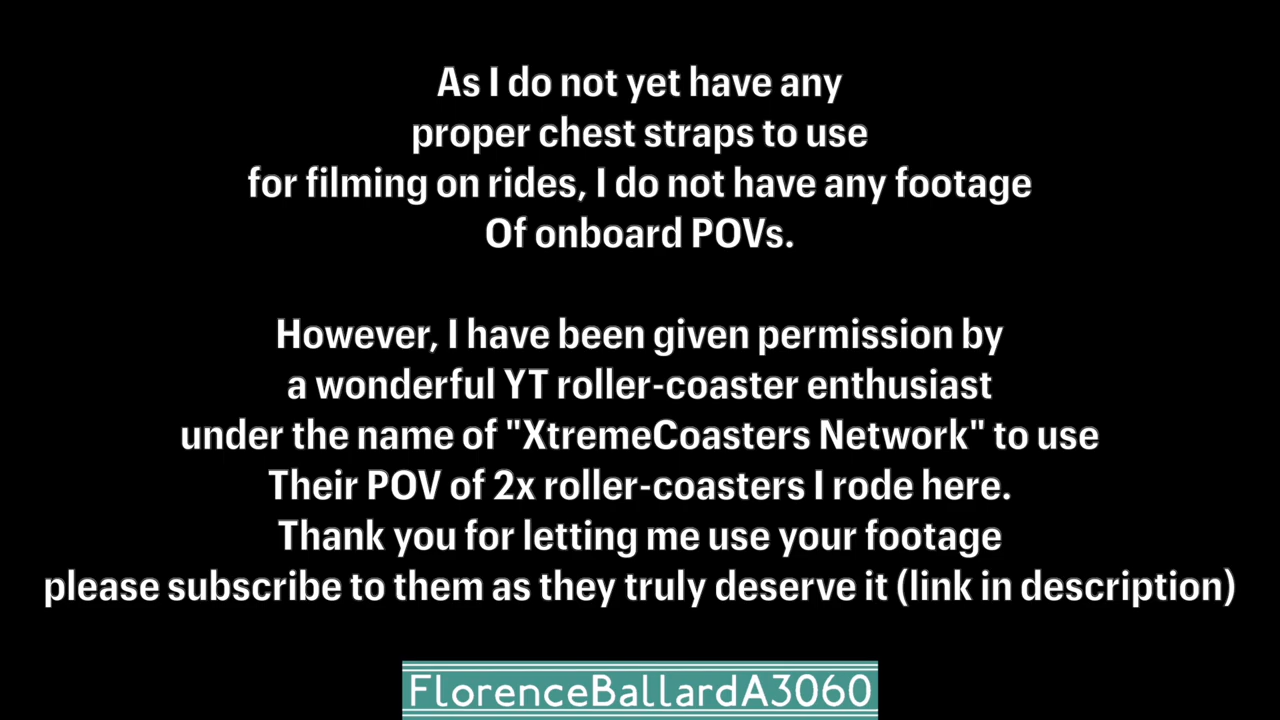 As I do not yet have any
proper chest straps to use
for filming on rides, I do not have any footage
Of onboard POVs.
However, I have been given permission by
a wonderful YT roller-coaster enthusiast
under the name of "XtremeCoasters Network" to use
Their POV of 2x roller-coasters I rode here.
Thank you for letting me use your footage
please subscribe to them as they truly deserve it (link in description)
FlorenceBallardA3060